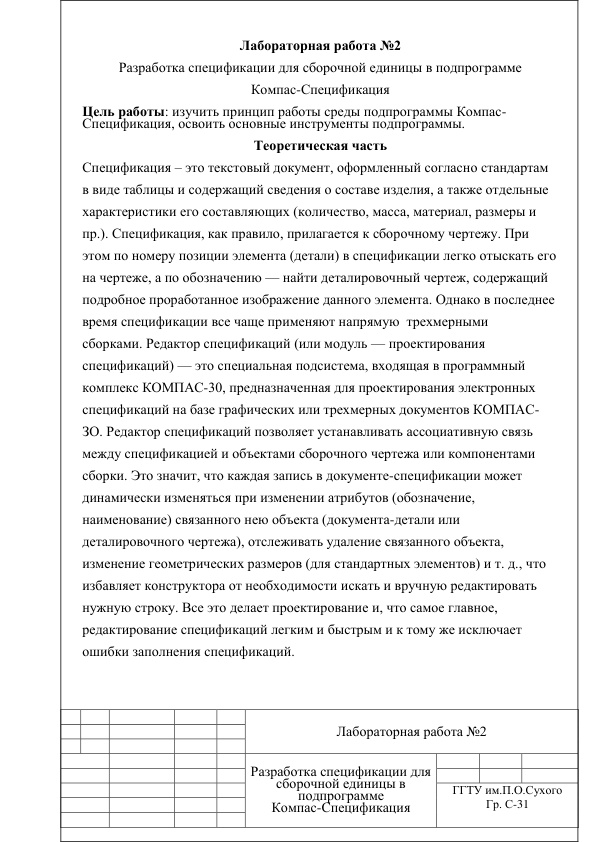 Лабораторная работа №2
Разработка спецификации для сборочной единицы в подпрограмме
Компас-Спецификация
Цель работы: изучить принцип работы среды подпрограммы Компас-
Спецификация, освоить основные инструменты подпрограммы.
Теоретическая часть
Спецификация – это текстовый документ, оформленный согласно стандартам
в виде таблицы и содержащий сведения о составе изделия, а также отдельные
характеристики его составляющих (количество, масса, материал, размеры и
пр.). Спецификация, как правило, прилагается к сборочному чертежу. При
этом по номеру позиции элемента (детали) в спецификации легко отыскать его
на чертеже, а по обозначению — найти деталировочный чертеж, содержащий
подробное проработанное изображение данного элемента. Однако в последнее
время спецификации все чаще применяют напрямую  трехмерными
сборками. Редактор спецификаций (или модуль — проектирования
спецификаций) — это специальная подсистема, входящая в программный
комплекс КОМПАС-30, предназначенная для проектирования электронных
спецификаций на базе графических или трехмерных документов КОМПАС-
ЗО. Редактор спецификаций позволяет устанавливать ассоциативную связь
между спецификацией и объектами сборочного чертежа или компонентами
сборки. Это значит, что каждая запись в документе-спецификации может
динамически изменяться при изменении атрибутов (обозначение,
наименование) связанного нею объекта (документа-детали или
деталировочного чертежа), отслеживать удаление связанного объекта,
изменение геометрических размеров (для стандартных элементов) и т. д., что
избавляет конструктора от необходимости искать и вручную редактировать
нужную строку. Все это делает проектирование и, что самое главное,
редактирование спецификаций легким и быстрым и к тому же исключает
ошибки заполнения спецификаций.
Лабораторная работа №2
Разработка спецификации для
сборочной единицы в
подпрограмме
Компас-Спецификация
ГГТУ им.П.О.Сухого
Гр. С-31